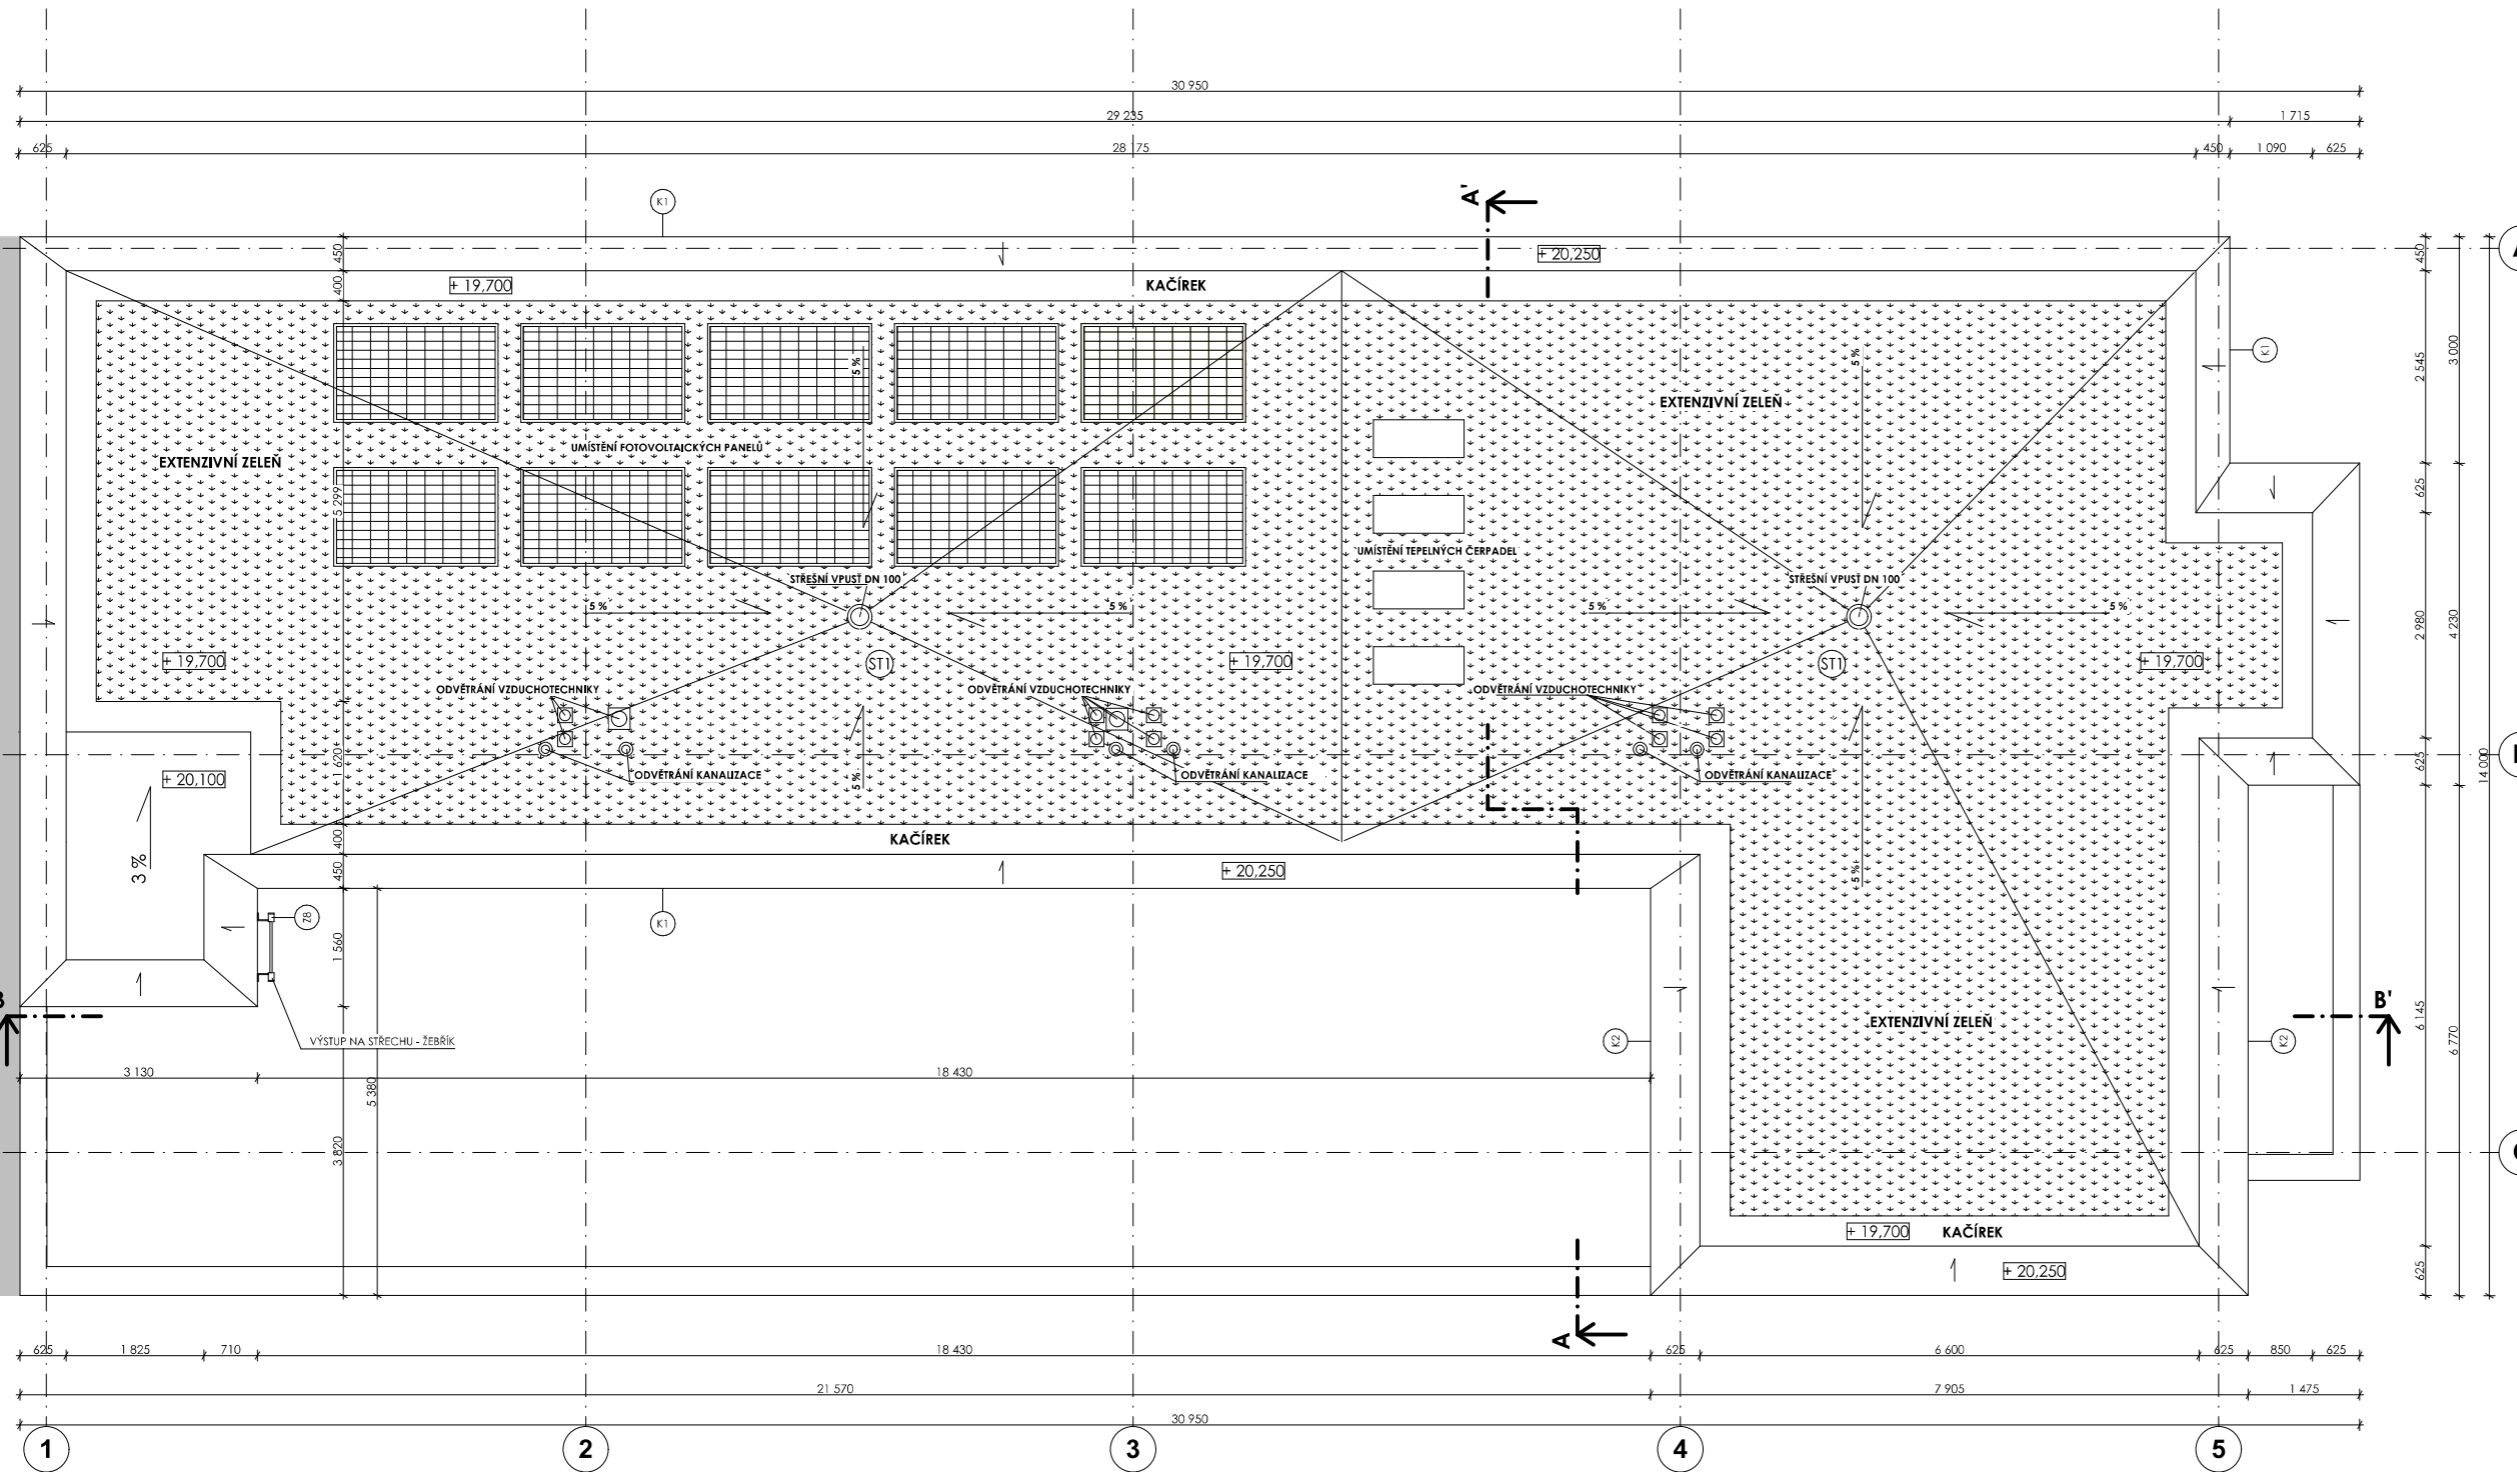 30 950
29 235
1 715
625
28 175
450
1 090
625
K1
A'
+ 20,250
450
400
+ 19,700
KAČÍREK
450
3 000
2 545
K1
5 %
5 %
EXTENZIVNÍ ZELEŇ
UMÍSTĚNÍ FOTOVOLTAICKÝCH PANELŮ
EXTENZIVNÍ ZELEŇ
5 299
625
UMÍSTĚNÍ TEPELNÝCH ČERPADEL
STŘEŠNÍ VPUSŤ DN 100
STŘEŠNÍ VPUSŤ DN 100
5 %
5 %
5 %
5 %
2 980
4 230
+ 19,700
ST1
+ 19,700
ST1
+ 19,700
ODVĚTRÁNÍ VZDUCHOTECHNIKY
ODVĚTRÁNÍ VZDUCHOTECHNIKY
ODVĚTRÁNÍ VZDUCHOTECHNIKY
1 620
625
14 000
+ 20,100
5 %
ODVĚTRÁNÍ KANALIZACE
ODVĚTRÁNÍ KANALIZACE
ODVĚTRÁNÍ KANALIZACE
3 %
400
KAČÍREK
450
+ 20,250
5 %
Z8
K1
1 560
VÝSTUP NA STŘECHU - ŽEBŘÍK
EXTENZIVNÍ ZELEŇ
B'
K2
K2
6 145
6 770
3 130
18 430
5 380
3 820
+ 19,700
KAČÍREK
+ 20,250
625
A
625
1 825
710
18 430
625
6 600
625
850
625
21 570
7 905
1 475
30 950
1
2
3
4
5